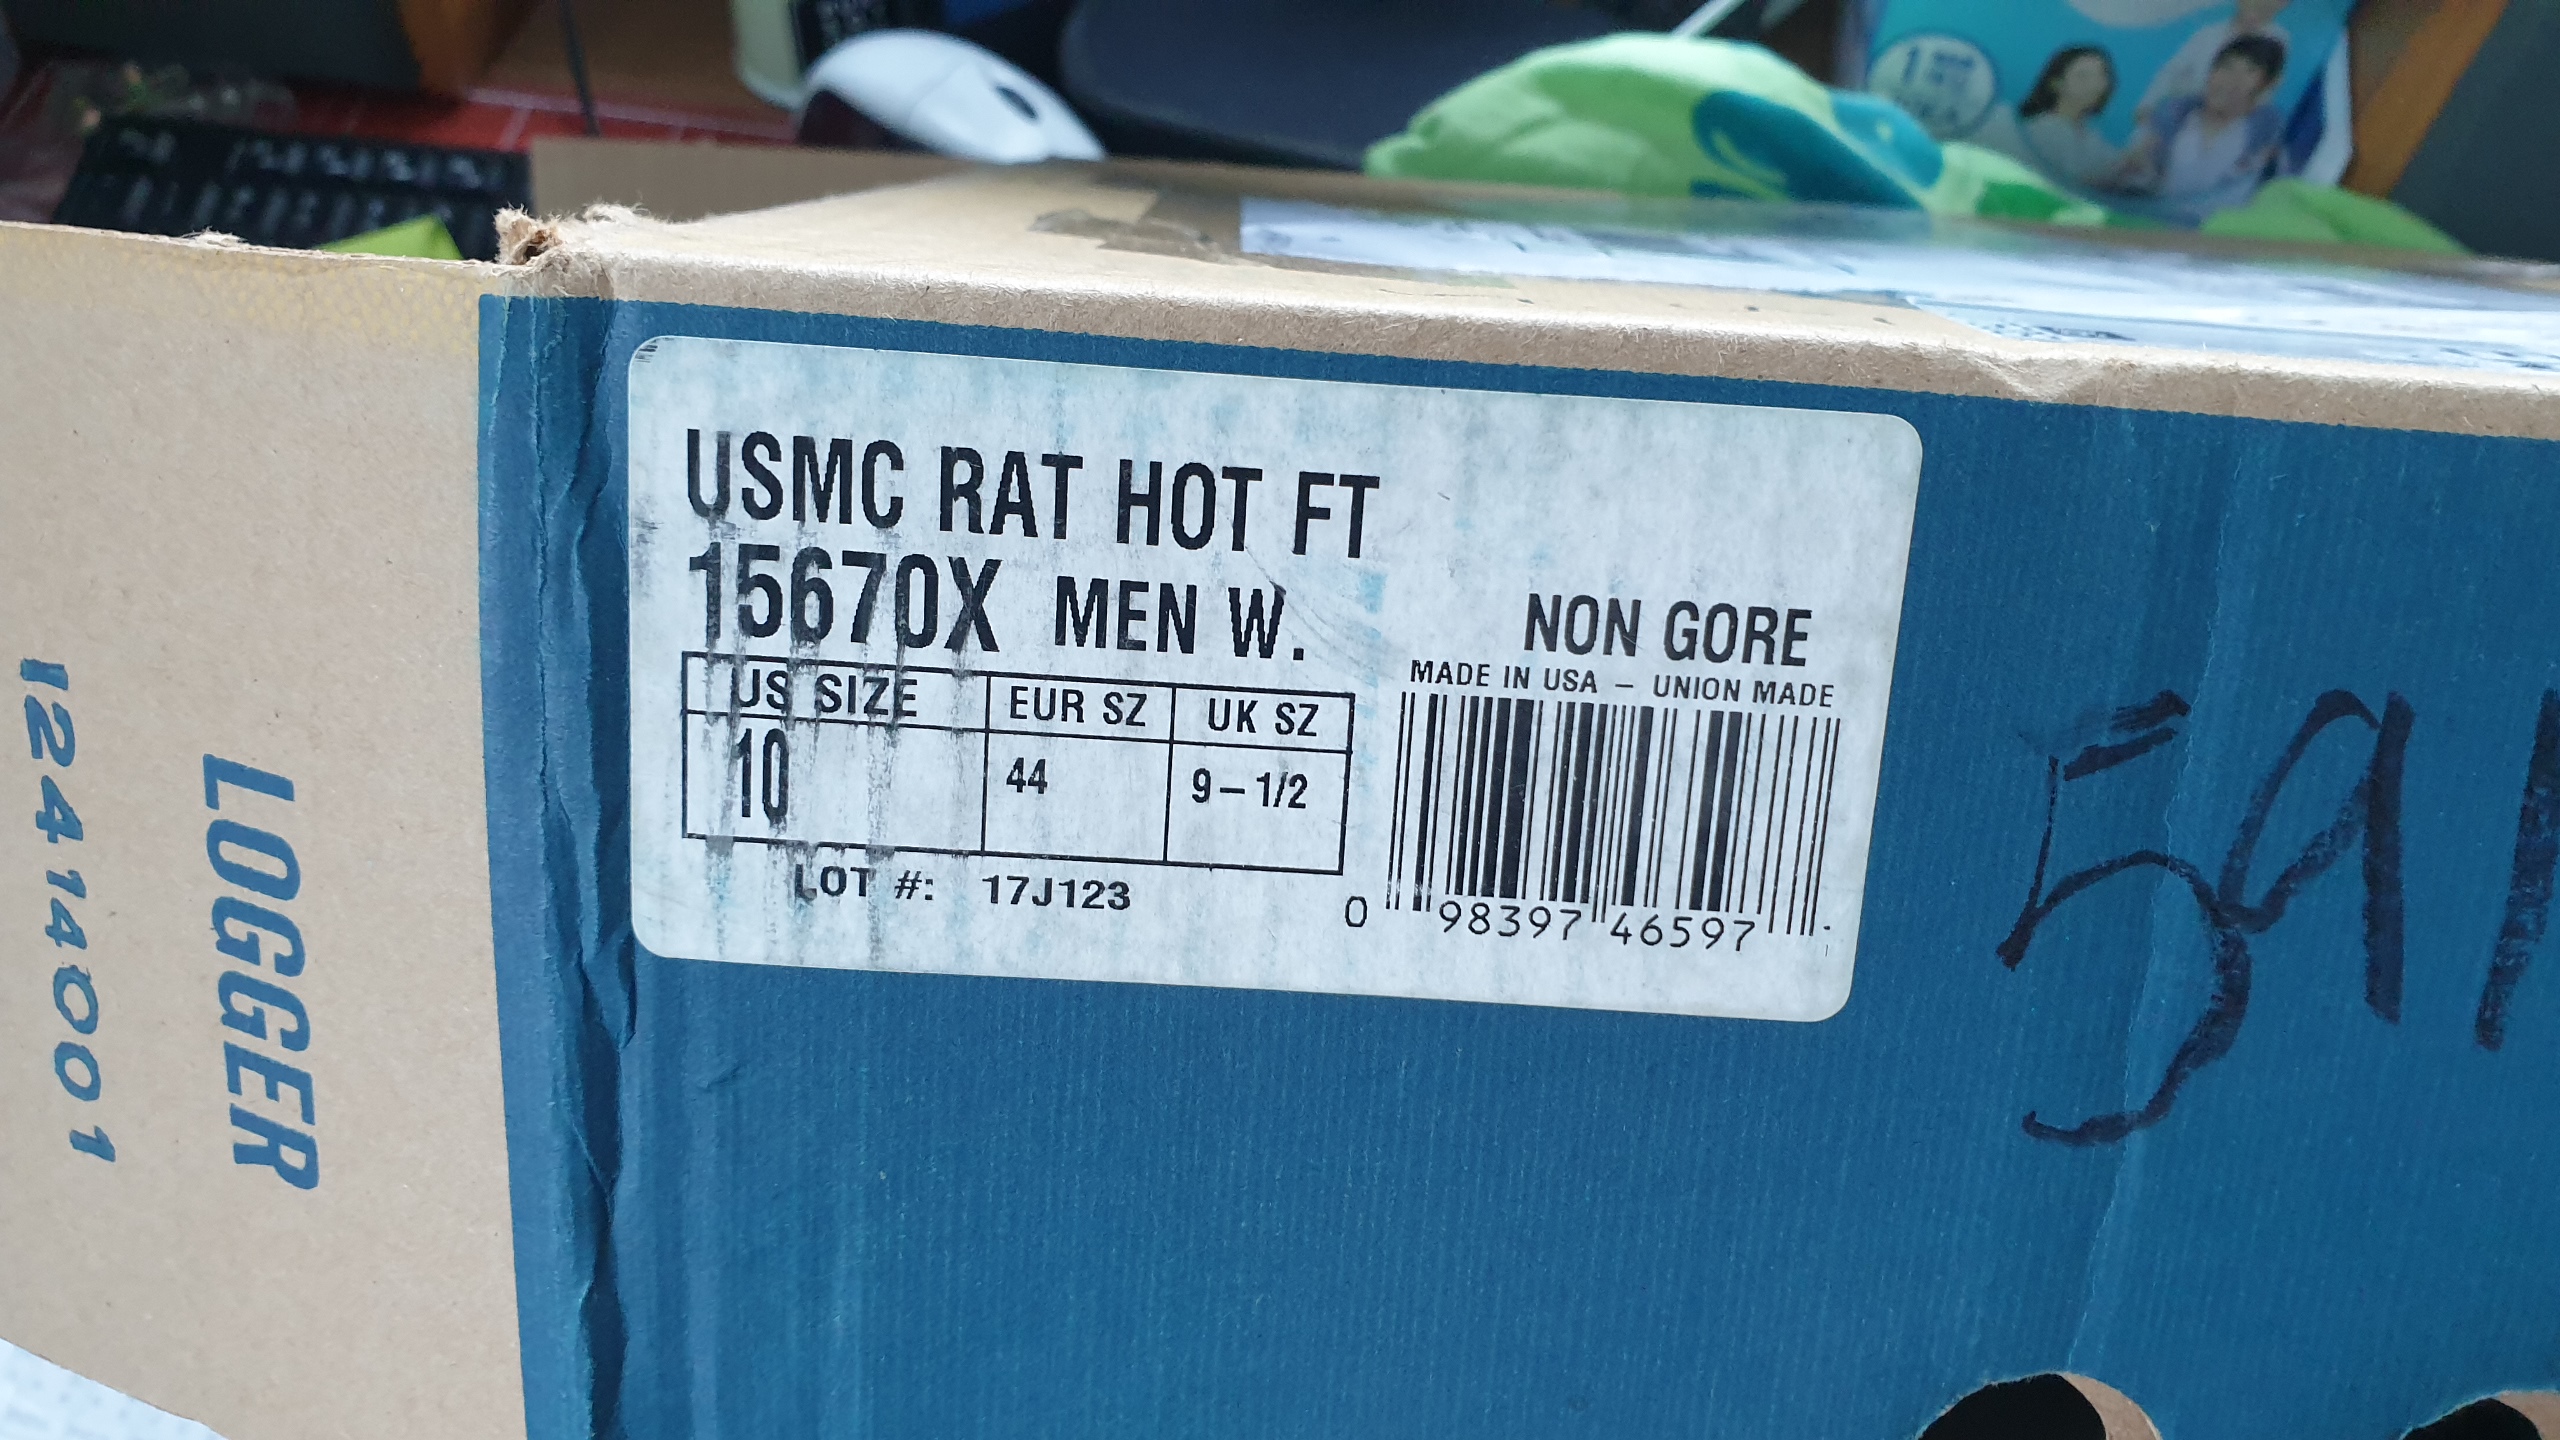 USMC RAT HOT FT
15670X MEN W.
NON GORE
MADE IN USA – UNION MADE
US SIZE EUR SZ UK SZ
10 44 9–1/2
LOT #: 17J123
0 98397 46597
LOGGER
12414001
591